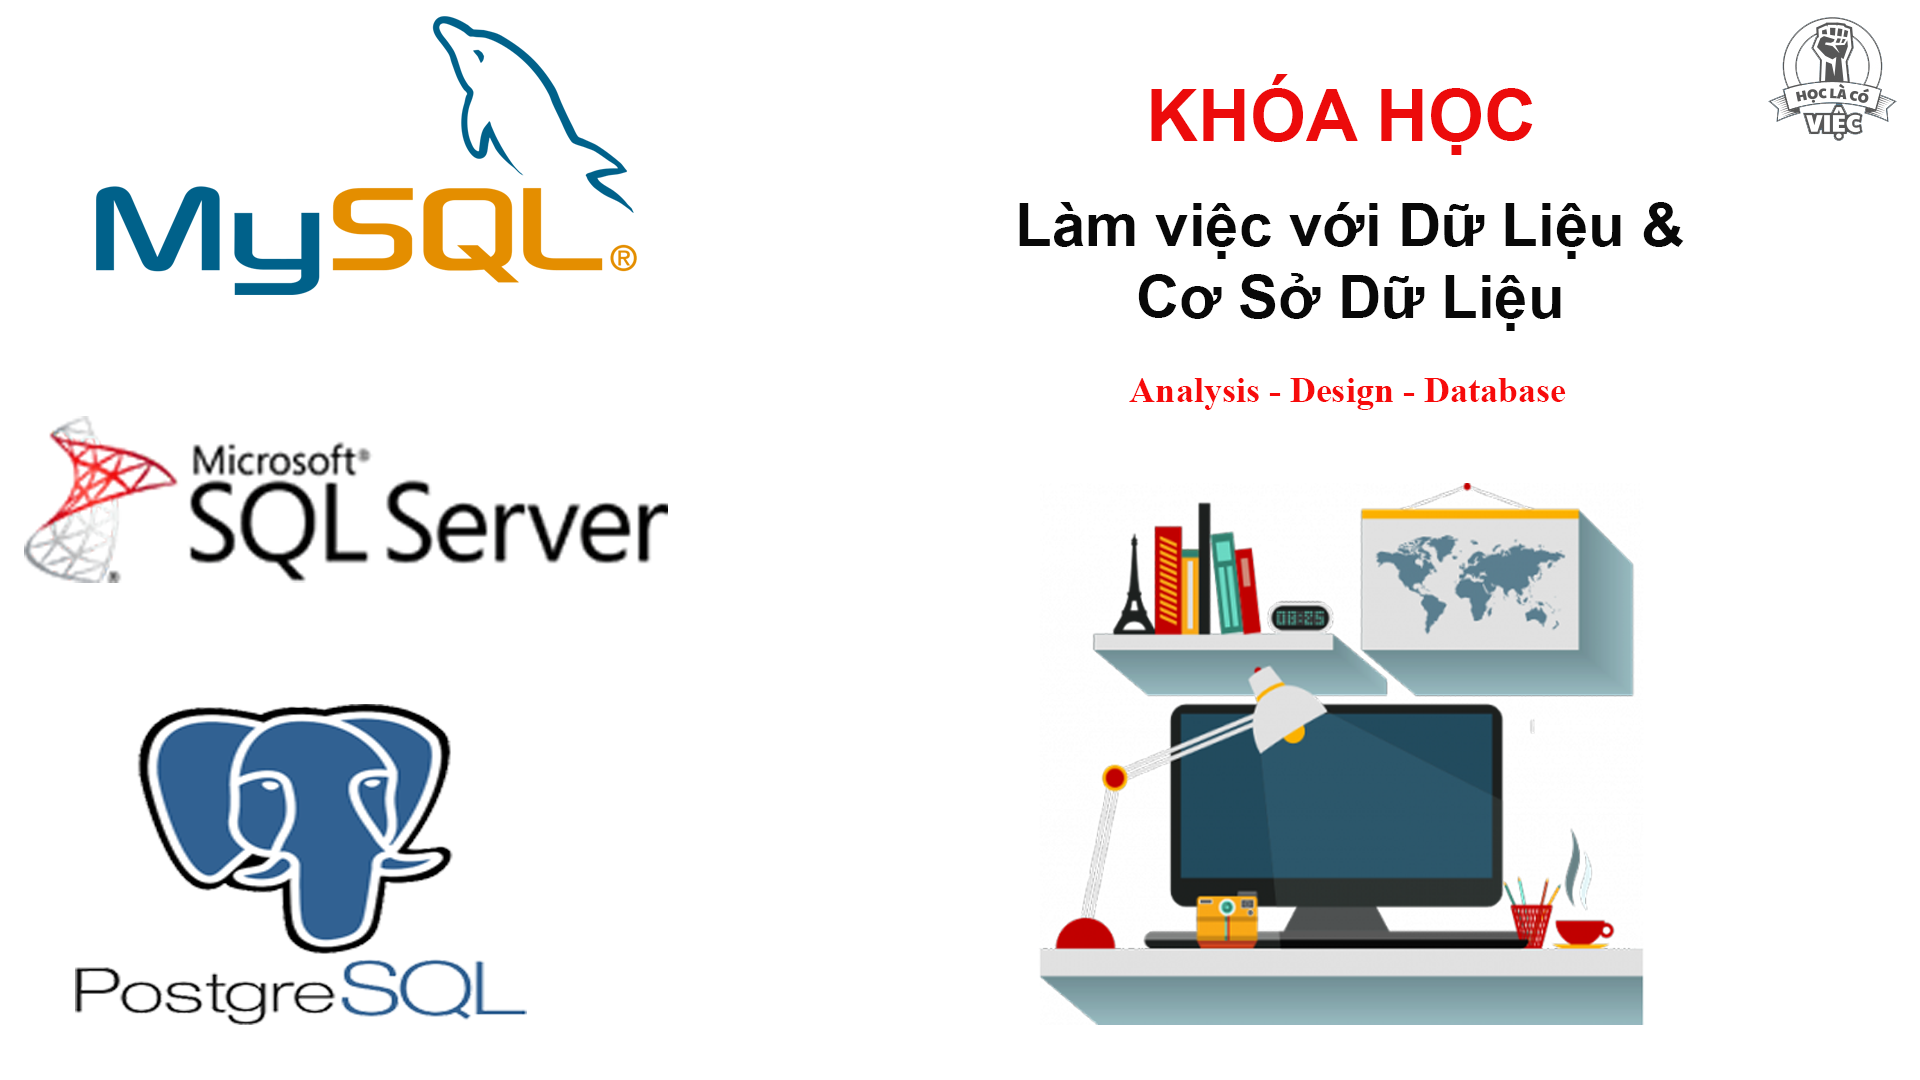 MySQL®
KHÓA HỌC
HỌC LÀ CÓ
VIỆC
Làm việc với Dữ Liệu &
Cơ Sở Dữ Liệu
Analysis - Design - Database
Microsoft®
SQL Server
®
08:25
PostgreSQL